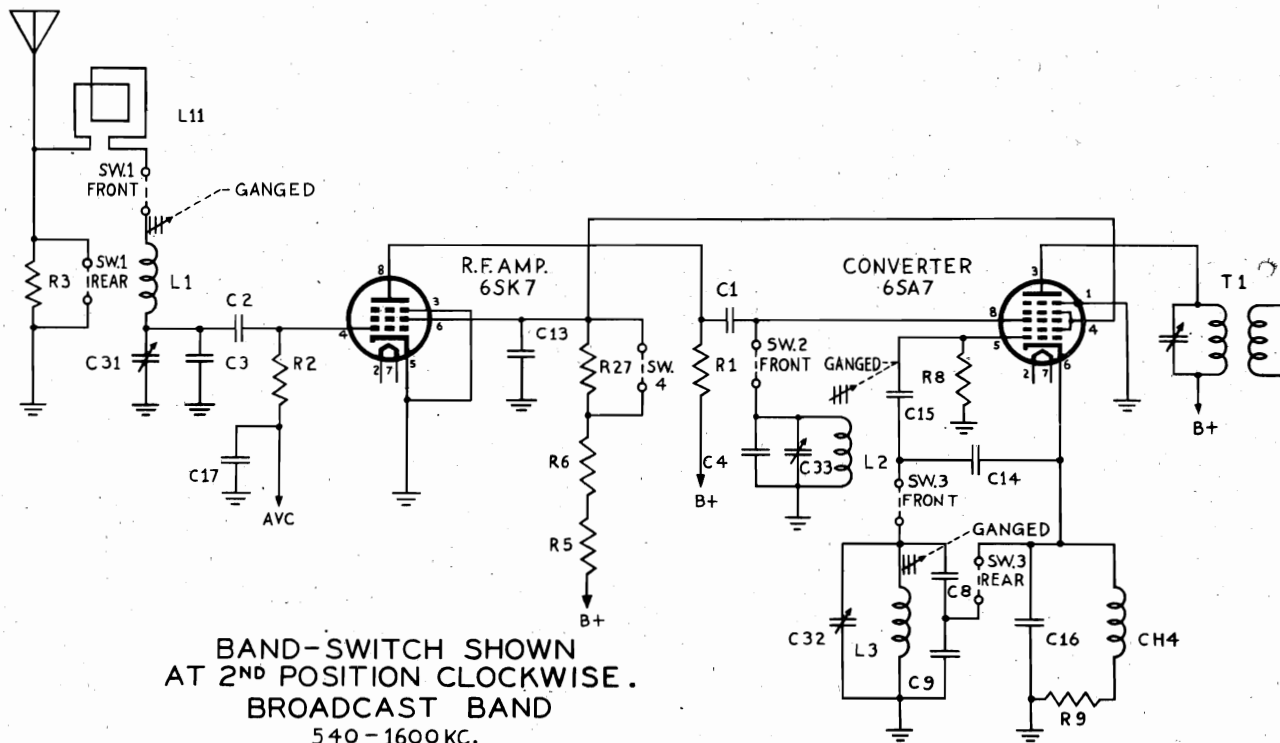 L11
SW.1
FRONT
GANGED
R3
SW.1
REAR
L1
C2
C31
C3
R2
C17
AVC
R.F. AMP.
6SK7
8
3
6
4
2
7
5
C13
R27
SW.
4
R6
R5
B+
C1
R1
B+
SW.2
FRONT
C4
C33
L2
GANGED
CONVERTER
6SA7
3
1
8
4
5
2
7
6
R8
C15
C14
SW.3
FRONT
GANGED
SW.3
REAR
C8
C32
L3
C9
C16
CH4
R9
T1
B+
BAND-SWITCH SHOWN
AT 2ND POSITION CLOCKWISE.
BROADCAST BAND
540-1600 KC.